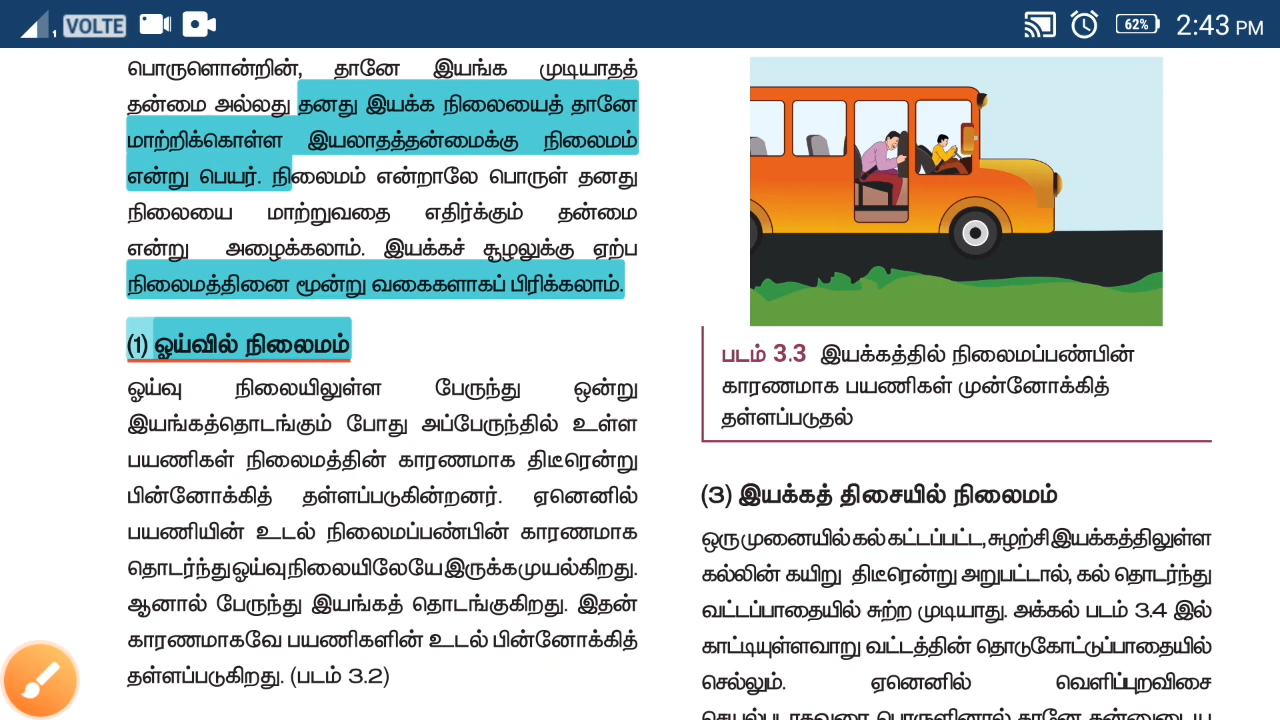 VOLTE
62%
2:43 PM
பொருளொன்றின், தானே இயங்க முடியாதத்
தன்மை அல்லது தனது இயக்க நிலையைத் தானே
மாற்றிக்கொள்ள இயலாதத்தன்மைக்கு நிலைமம்
என்று பெயர். நிலைமம் என்றாலே பொருள் தனது
நிலையை மாற்றுவதை எதிர்க்கும் தன்மை
என்று அழைக்கலாம். இயக்கச் சூழலுக்கு ஏற்ப
நிலைமத்தினை மூன்று வகைகளாகப் பிரிக்கலாம்.
(1) ஓய்வில் நிலைமம்
ஓய்வு நிலையிலுள்ள பேருந்து ஒன்று
இயங்கத்தொடங்கும் போது அப்பேருந்தில் உள்ள
பயணிகள் நிலைமத்தின் காரணமாக திடீரென்று
பின்னோக்கித் தள்ளப்படுகின்றனர். ஏனெனில்
பயணியின் உடல் நிலைமப்பண்பின் காரணமாக
தொடர்ந்து ஓய்வு நிலையிலேயே இருக்க முயல்கிறது.
ஆனால் பேருந்து இயங்கத் தொடங்குகிறது. இதன்
காரணமாகவே பயணிகளின் உடல் பின்னோக்கித்
தள்ளப்படுகிறது. (படம் 3.2)
படம் 3.3 இயக்கத்தில் நிலைமப்பண்பின்
காரணமாக பயணிகள் முன்னோக்கித்
தள்ளப்படுதல்
(3) இயக்கத் திசையில் நிலைமம்
ஒரு முனையில் கல் கட்டப்பட்ட, சுழற்சி இயக்கத்திலுள்ள
கல்லின் கயிறு திடீரென்று அறுபட்டால், கல் தொடர்ந்து
வட்டப்பாதையில் சுற்ற முடியாது. அக்கல் படம் 3.4 இல்
காட்டியுள்ளவாறு வட்டத்தின் தொடுகோட்டுப்பாதையில்
செல்லும். ஏனெனில் வெளிப்புறவிசை
செயல்படாதவரை பொருளினால் தானே தன்னுடைய